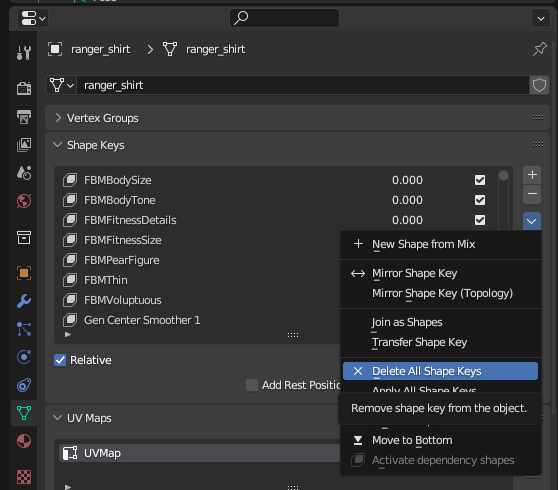 ranger_shirt > ranger_shirt
ranger_shirt
Vertex Groups
Shape Keys
FBMBodySize 0.000
FBMBodyTone 0.000
FBMFitnessDetails 0.000
FBMFitnessSize
FBMPearFigure
FBMThin
FBMVoluptuous
Gen Center Smoother 1
New Shape from Mix
Mirror Shape Key
Mirror Shape Key (Topology)
Join as Shapes
Transfer Shape Key
Delete All Shape Keys
Apply All Shape Keys
Remove shape key from the object.
Move to Bottom
Activate dependency shapes
Relative
Add Rest Positio
UV Maps
UVMap